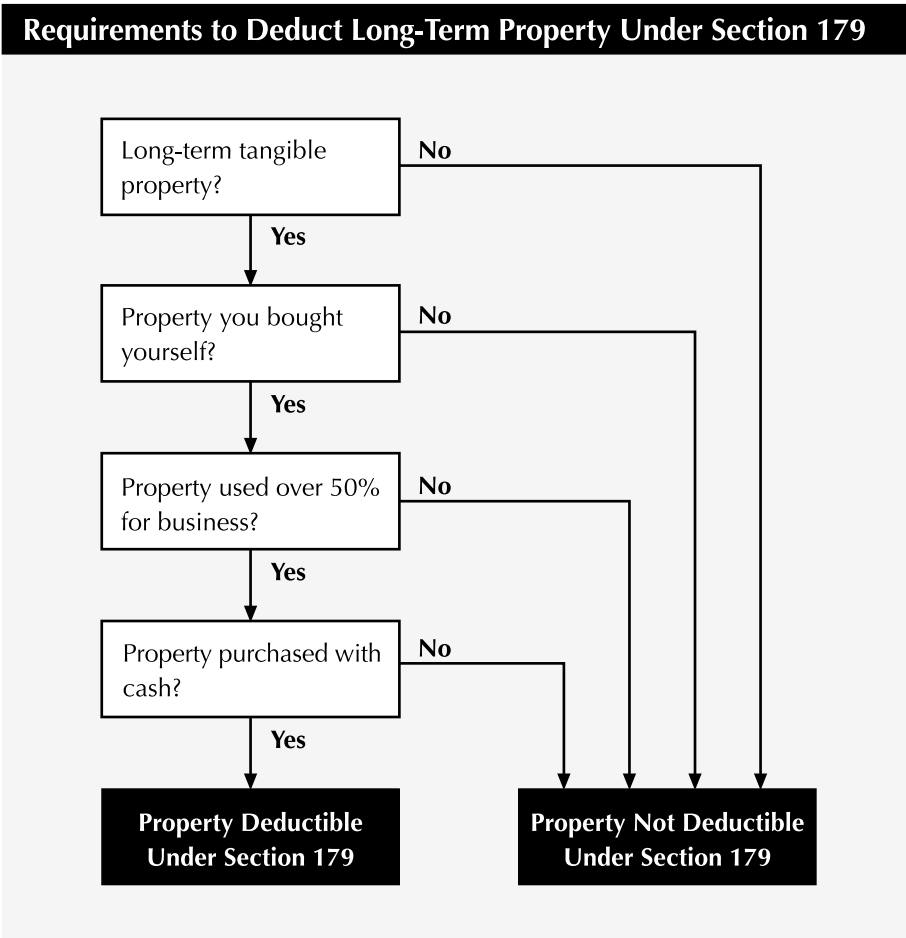 Requirements to Deduct Long-Term Property Under Section 179
Long-term tangible
property?
No
Yes
Property you bought
yourself?
No
Yes
Property used over 50%
for business?
No
Yes
Property purchased with
cash?
No
Yes
Property Deductible
Under Section 179
Property Not Deductible
Under Section 179